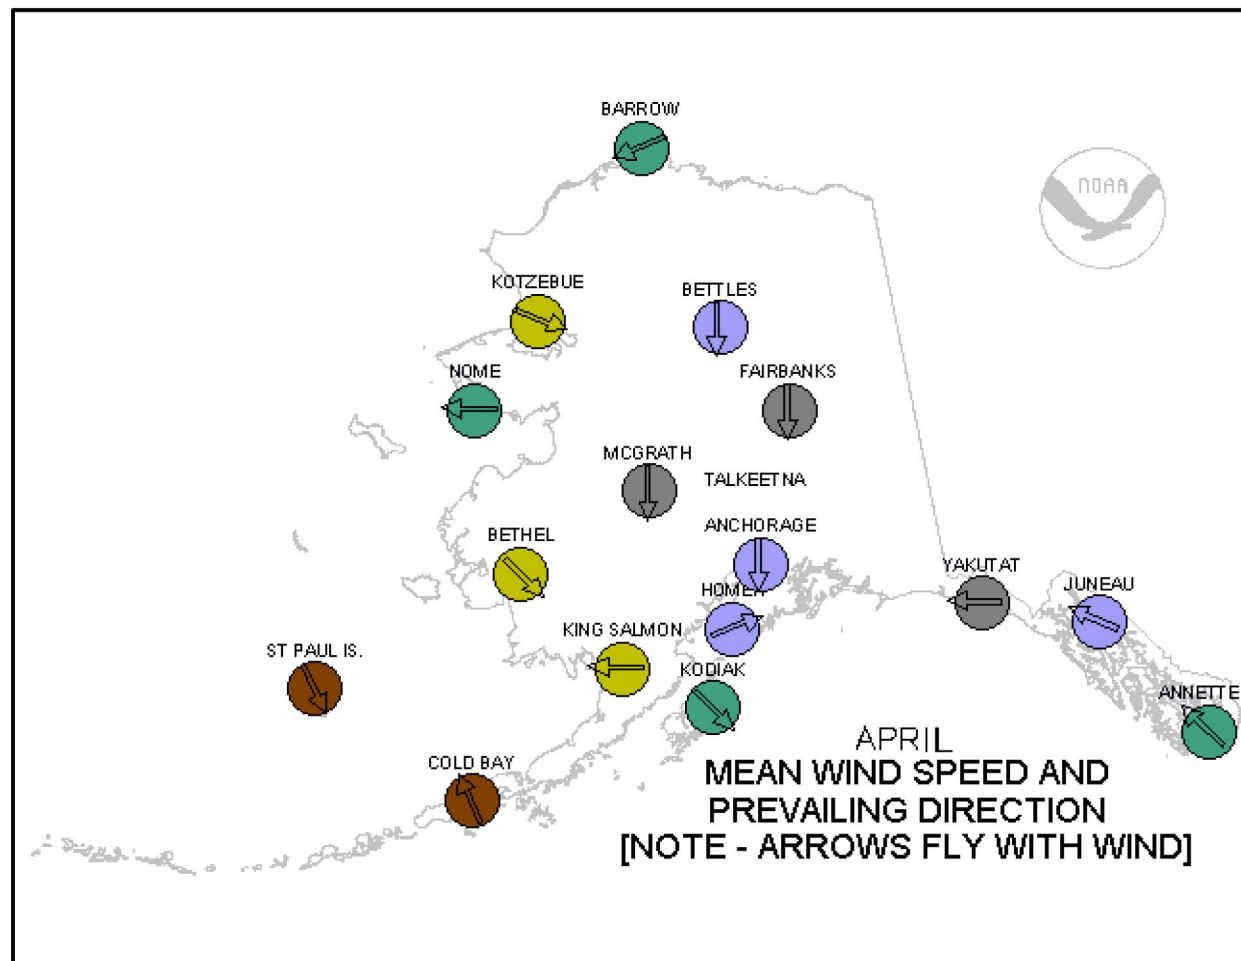 BARROW
NOAA
KOTZEBUE
BETTLES
NOME
FAIRBANKS
MCGRATH
TALKEETNA
ANCHORAGE
BETHEL
YAKUTAT
JUNEAU
HOMER
KING SALMON
ST PAUL IS.
KODIAK
ANNETTE
COLD BAY
APRIL
MEAN WIND SPEED AND
PREVAILING DIRECTION
[NOTE - ARROWS FLY WITH WIND]